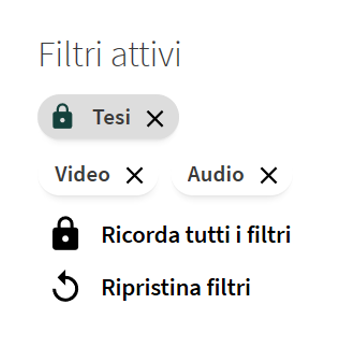 Filtri attivi
Tesi
Video Audio
Ricorda tutti i filtri
Ripristina filtri